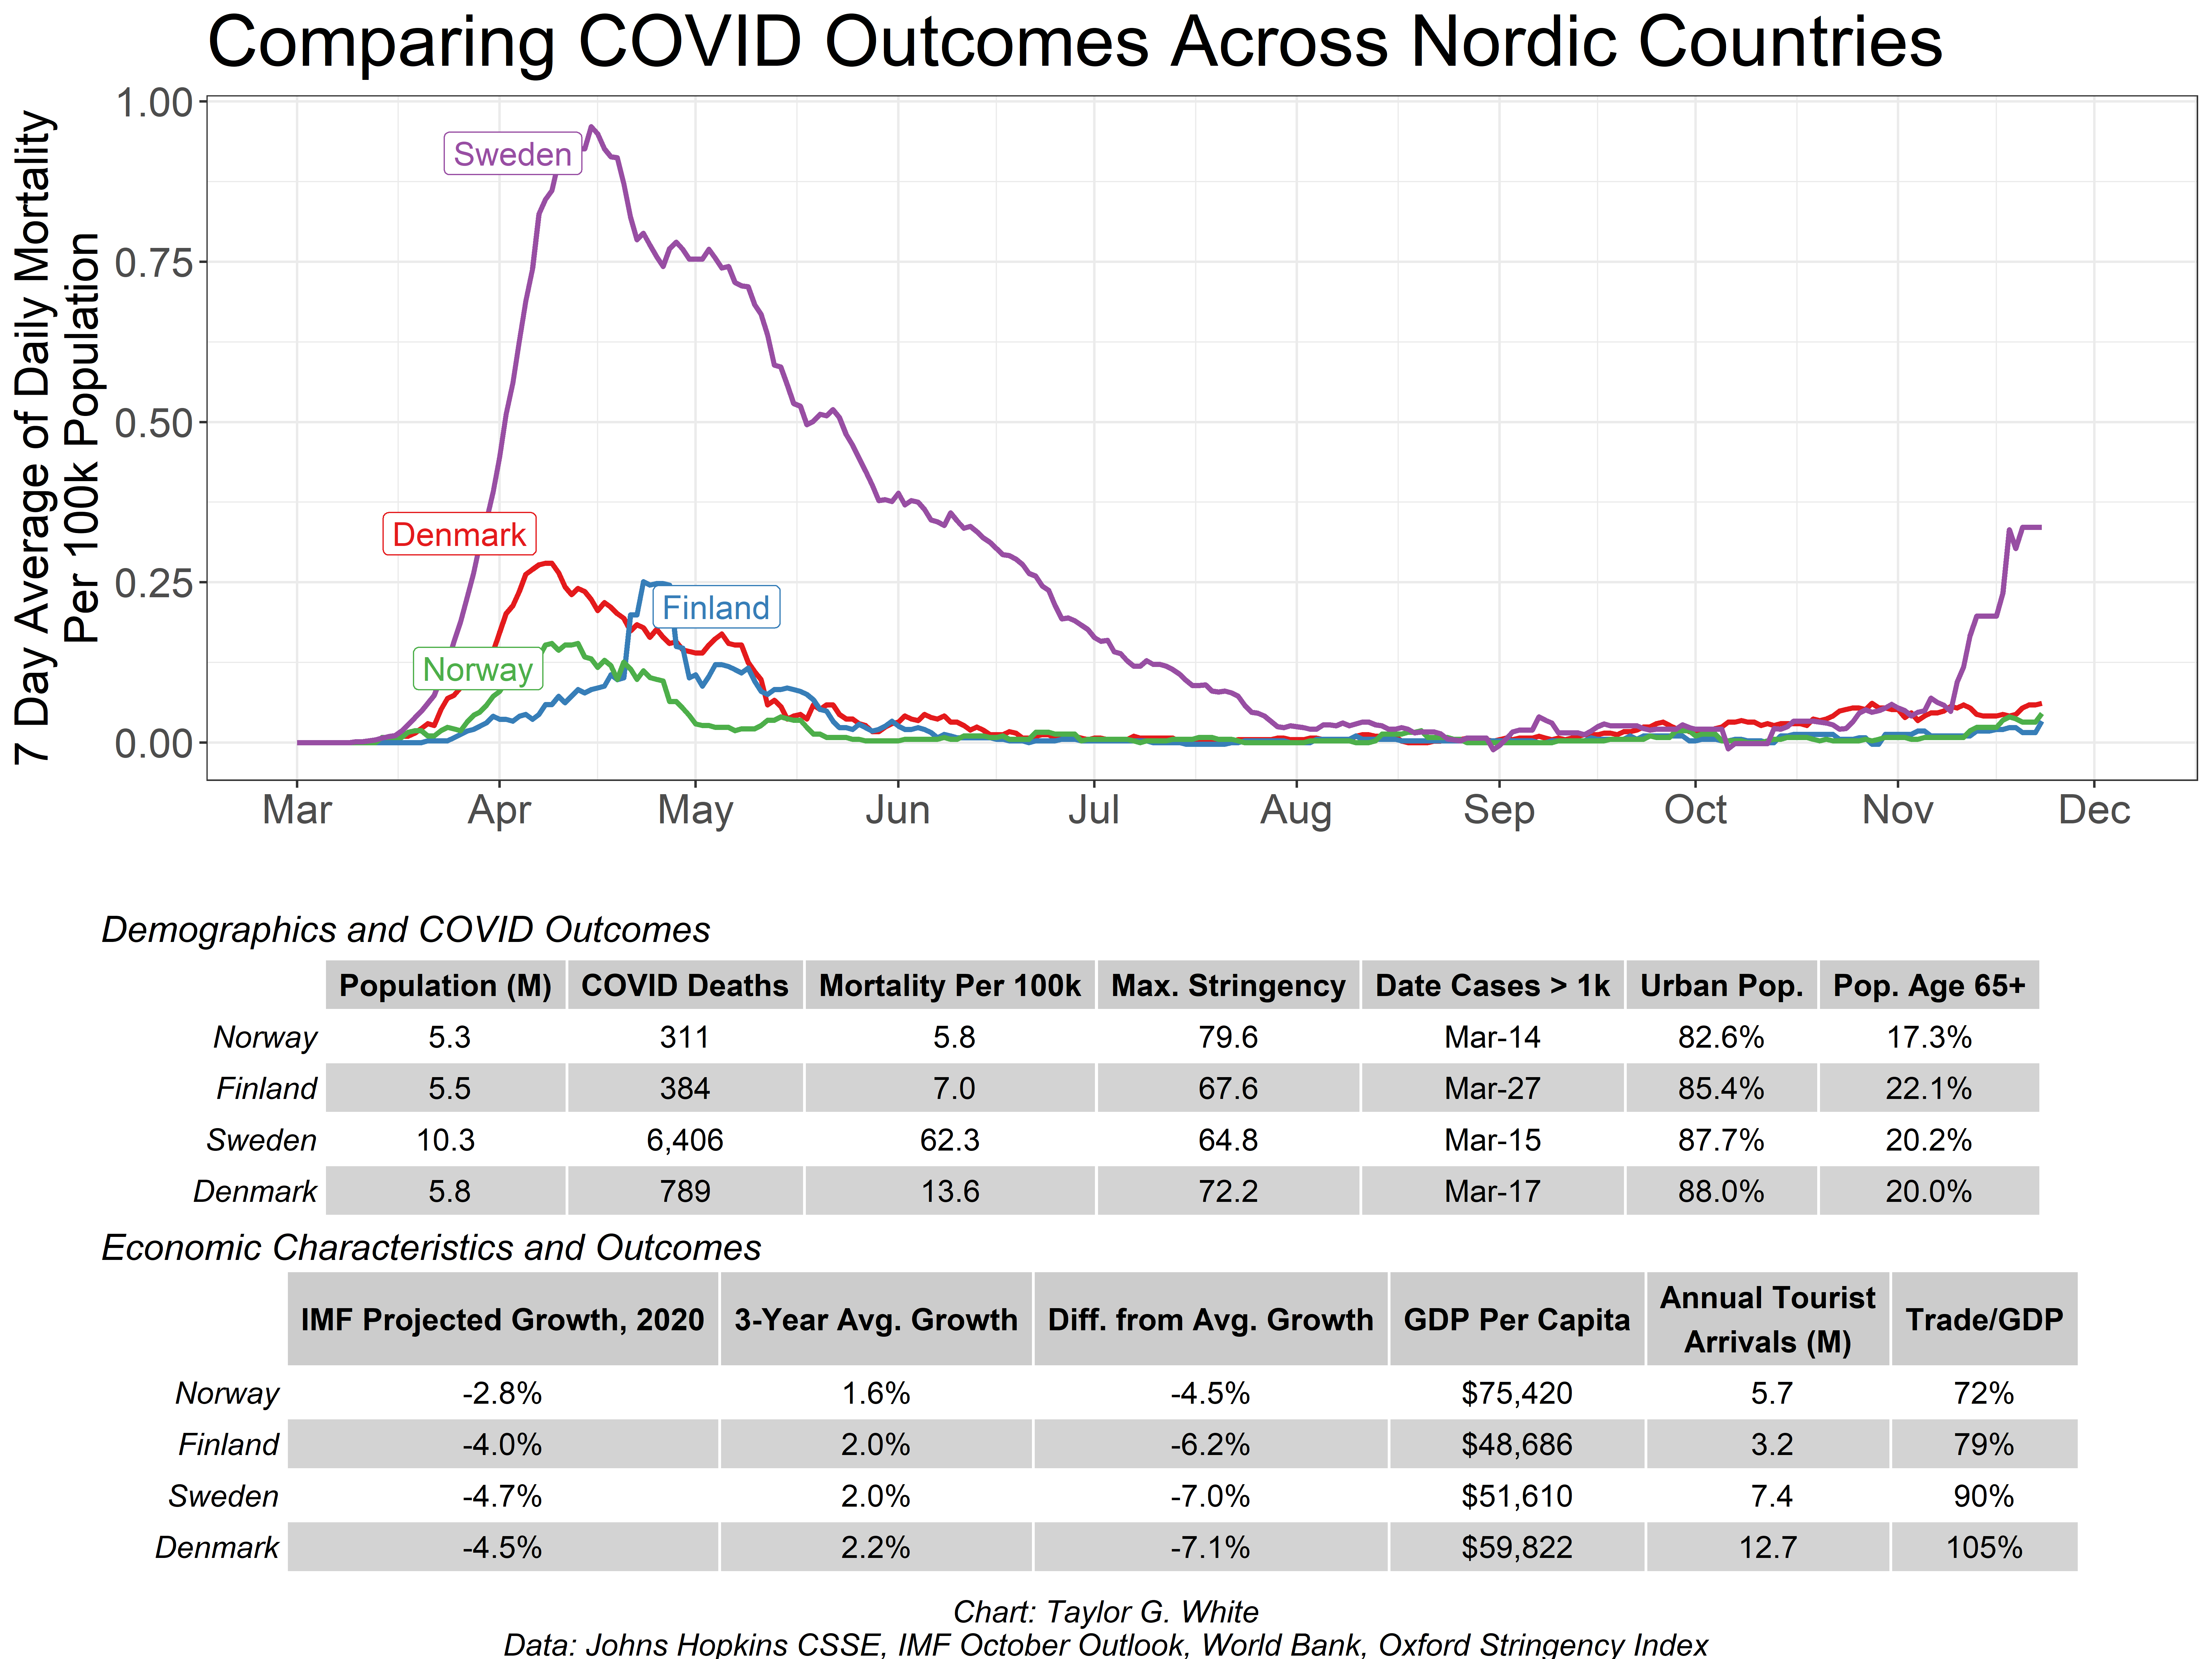 Comparing COVID Outcomes Across Nordic Countries
7 Day Average of Daily Mortality
Per 100k Population
1.00
0.75
0.50
0.25
0.00
Sweden
Denmark
Finland
Norway
Mar Apr May Jun Jul Aug Sep Oct Nov Dec
Demographics and COVID Outcomes
Population (M) COVID Deaths Mortality Per 100k Max. Stringency Date Cases > 1k Urban Pop. Pop. Age 65+
Norway 5.3 311 5.8 79.6 Mar-14 82.6% 17.3%
Finland 5.5 384 7.0 67.6 Mar-27 85.4% 22.1%
Sweden 10.3 6,406 62.3 64.8 Mar-15 87.7% 20.2%
Denmark 5.8 789 13.6 72.2 Mar-17 88.0% 20.0%
Economic Characteristics and Outcomes
IMF Projected Growth, 2020 3-Year Avg. Growth Diff. from Avg. Growth GDP Per Capita Annual Tourist Arrivals (M) Trade/GDP
Norway -2.8% 1.6% -4.5% $75,420 5.7 72%
Finland -4.0% 2.0% -6.2% $48,686 3.2 79%
Sweden -4.7% 2.0% -7.0% $51,610 7.4 90%
Denmark -4.5% 2.2% -7.1% $59,822 12.7 105%
Chart: Taylor G. White
Data: Johns Hopkins CSSE, IMF October Outlook, World Bank, Oxford Stringency Index